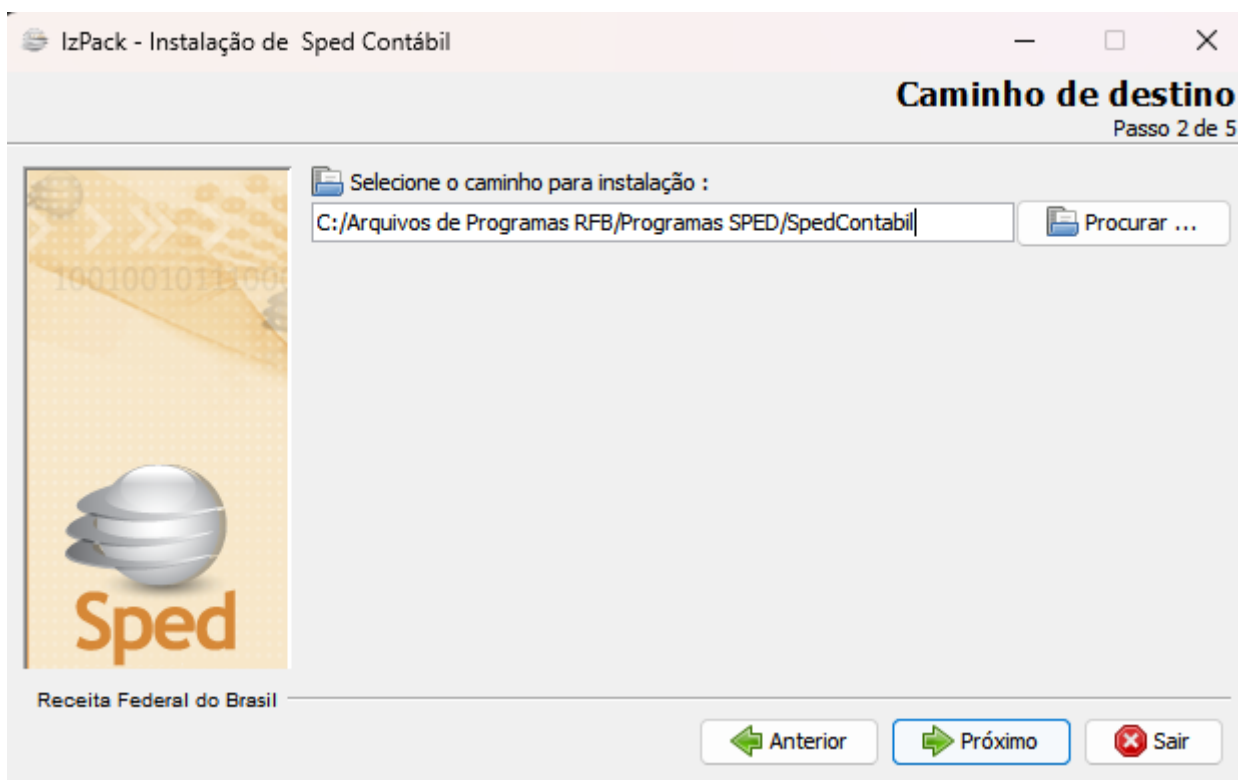 IzPack - Instalação de  Sped Contábil
Caminho de destino
Passo 2 de 5
Selecione o caminho para instalação :
C:/Arquivos de Programas RFB/Programas SPED/SpedContabil
Procurar ...
Sped
Receita Federal do Brasil
Anterior
Próximo
Sair